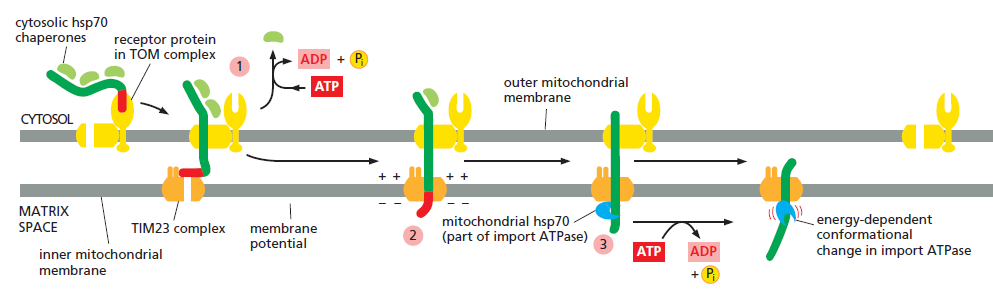 cytosolic hsp70
chaperones
receptor protein
in TOM complex
1
ADP + Pi
ATP
outer mitochondrial
membrane
CYTOSOL
+ +
+ +
– –
– –
MATRIX
SPACE
TIM23 complex
membrane
potential
inner mitochondrial
membrane
2
mitochondrial hsp70
(part of import ATPase)
3
ATP
ADP
+ Pi
energy-dependent
conformational
change in import ATPase